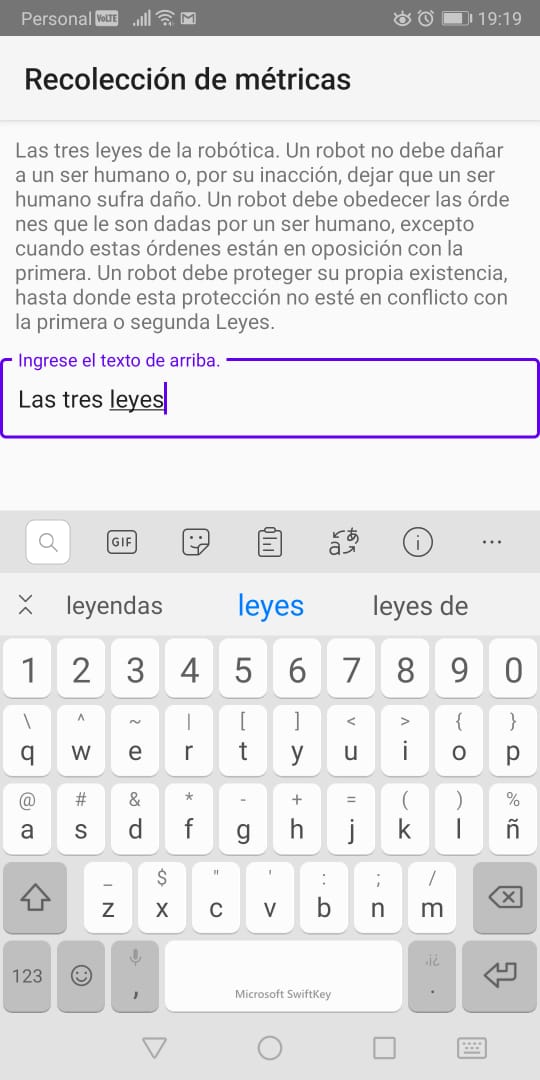 Personal VoLTE 19:19
Recolección de métricas
Las tres leyes de la robótica. Un robot no debe dañar
a un ser humano o, por su inacción, dejar que un ser
humano sufra daño. Un robot debe obedecer las órde
nes que le son dadas por un ser humano, excepto
cuando estas órdenes están en oposición con la
primera. Un robot debe proteger su propia existencia,
hasta donde esta protección no esté en conflicto con
la primera o segunda Leyes.
Ingrese el texto de arriba.
Las tres leyes
GIF aあ
leyendas leyes leyes de
1 2 3 4 5 6 7 8 9 0
\ ^ ~ | [ ] < > { }
q w e r t y u i o p
@ # & * - + = ( ) %
a s d f g h j k l ñ
_ $ " ' : ; /
z x c v b n m
123 , Microsoft SwiftKey .¡¿ .